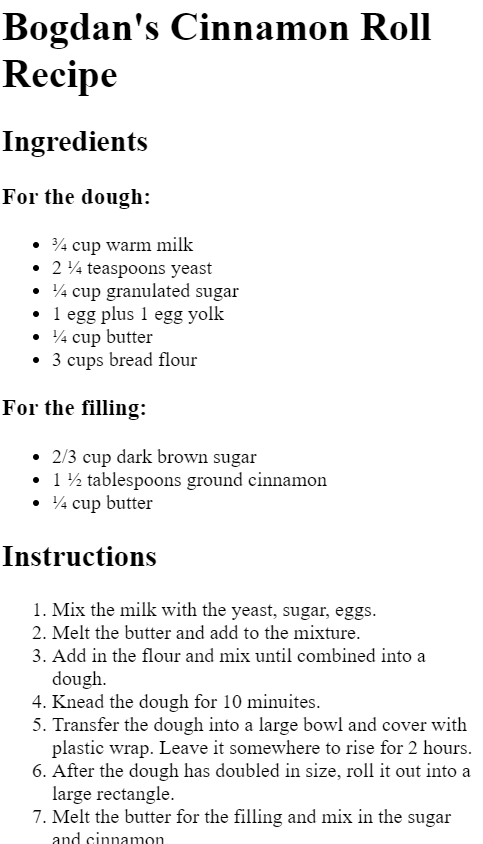 Bogdan's Cinnamon Roll
Recipe
Ingredients
For the dough:
• ¾ cup warm milk
• 2 ¼ teaspoons yeast
• ¼ cup granulated sugar
• 1 egg plus 1 egg yolk
• ¼ cup butter
• 3 cups bread flour
For the filling:
• 2/3 cup dark brown sugar
• 1 ½ tablespoons ground cinnamon
• ¼ cup butter
Instructions
1. Mix the milk with the yeast, sugar, eggs.
2. Melt the butter and add to the mixture.
3. Add in the flour and mix until combined into a
dough.
4. Knead the dough for 10 minuites.
5. Transfer the dough into a large bowl and cover with
plastic wrap. Leave it somewhere to rise for 2 hours.
6. After the dough has doubled in size, roll it out into a
large rectangle.
7. Melt the butter for the filling and mix in the sugar
and cinnamon